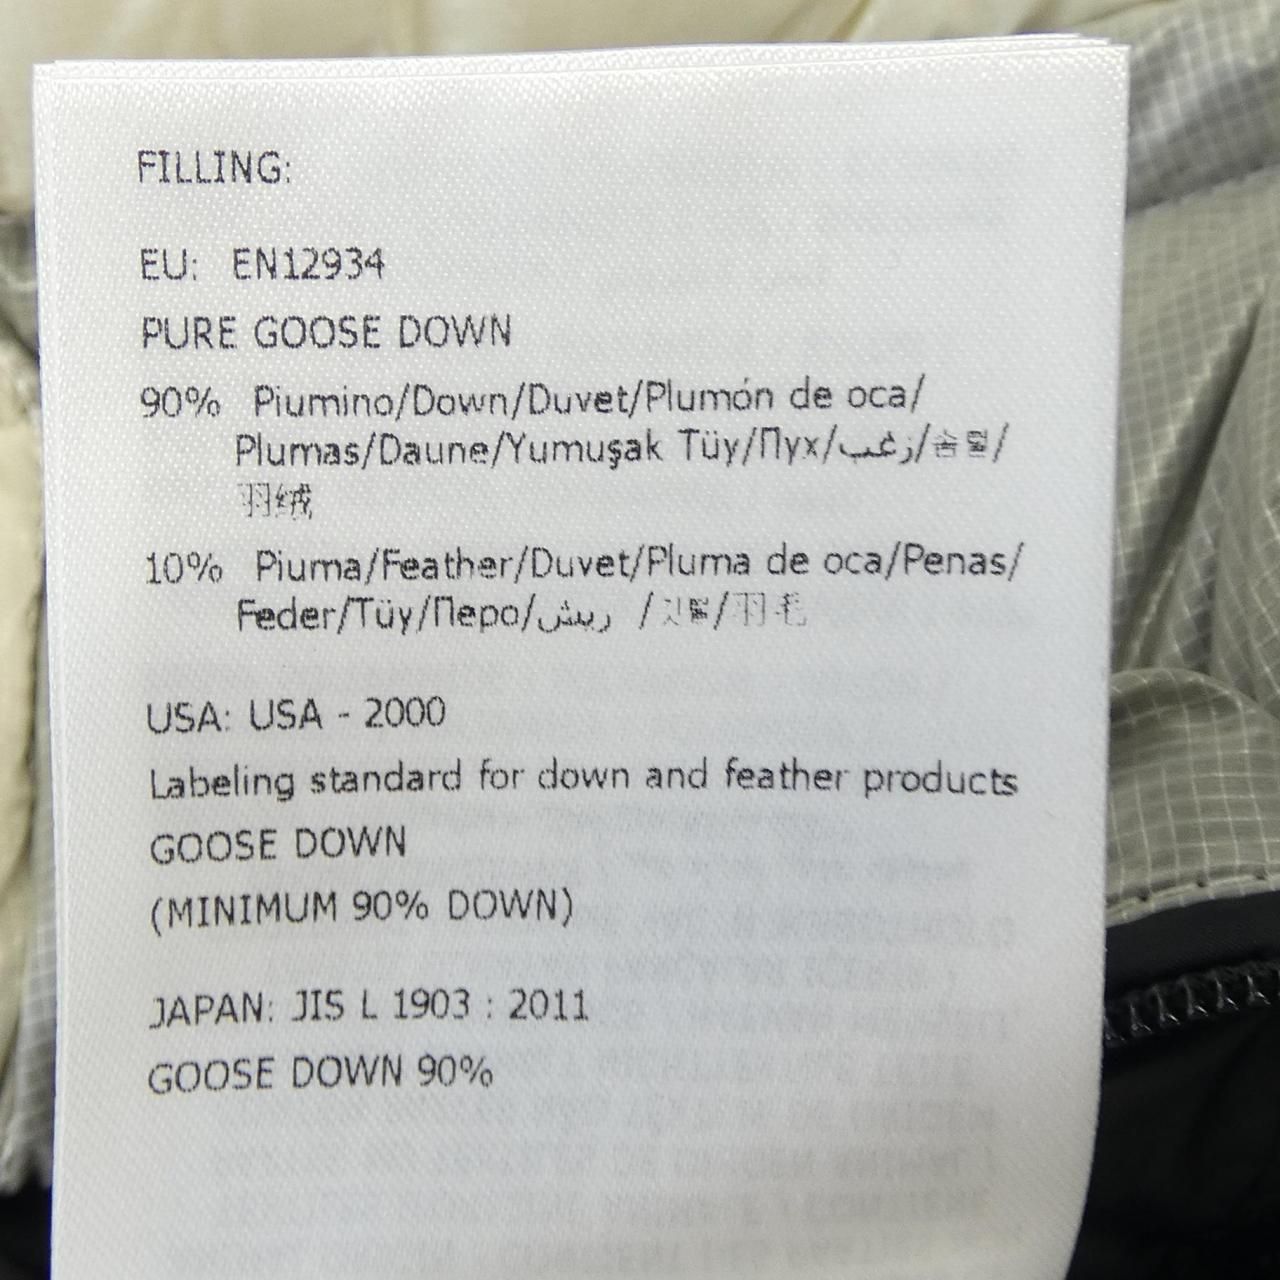 FILLING:
EU: EN12934
PURE GOOSE DOWN
90% Piumino/Down/Duvet/Plumón de oca/
Plumas/Daune/Yumuşak Tüy/Пух/زغب/솜털/
羽绒
10% Piuma/Feather/Duvet/Pluma de oca/Penas/
Feder/Tüy/Перо/ريش /깃털/羽毛
USA: USA - 2000
Labeling standard for down and feather products
GOOSE DOWN
(MINIMUM 90% DOWN)
JAPAN: JIS L 1903 : 2011
GOOSE DOWN 90%